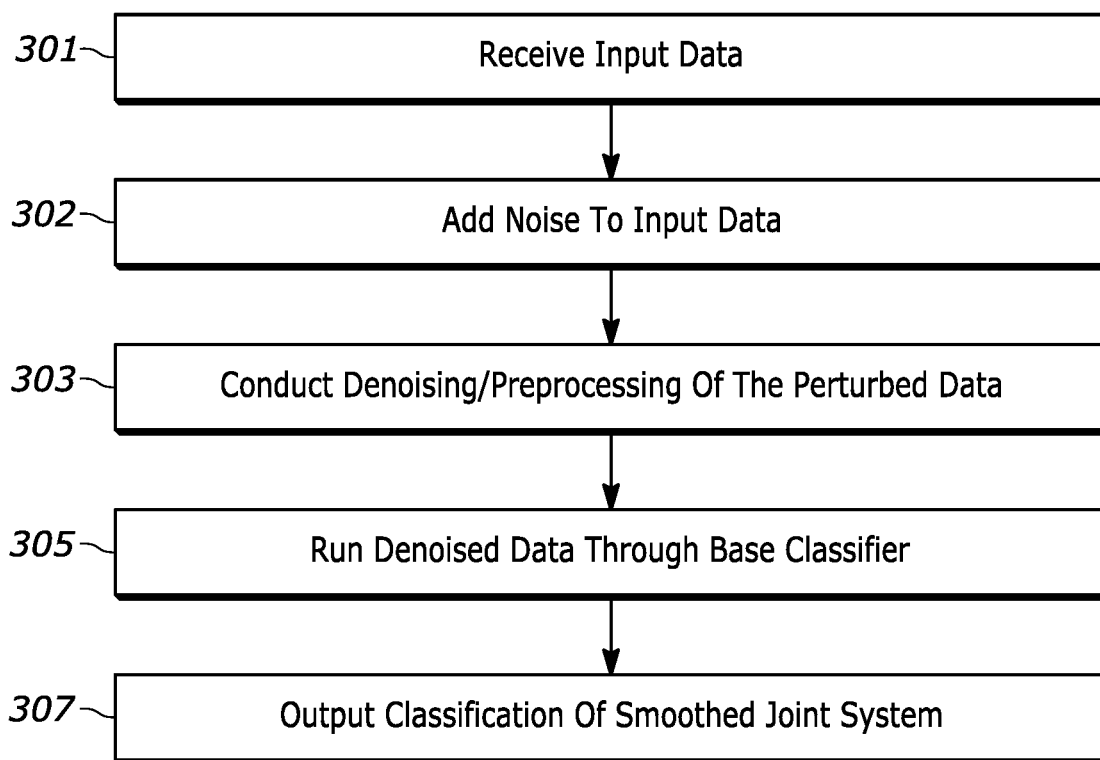 301 Receive Input Data
302 Add Noise To Input Data
303 Conduct Denoising/Preprocessing Of The Perturbed Data
305 Run Denoised Data Through Base Classifier
307 Output Classification Of Smoothed Joint System